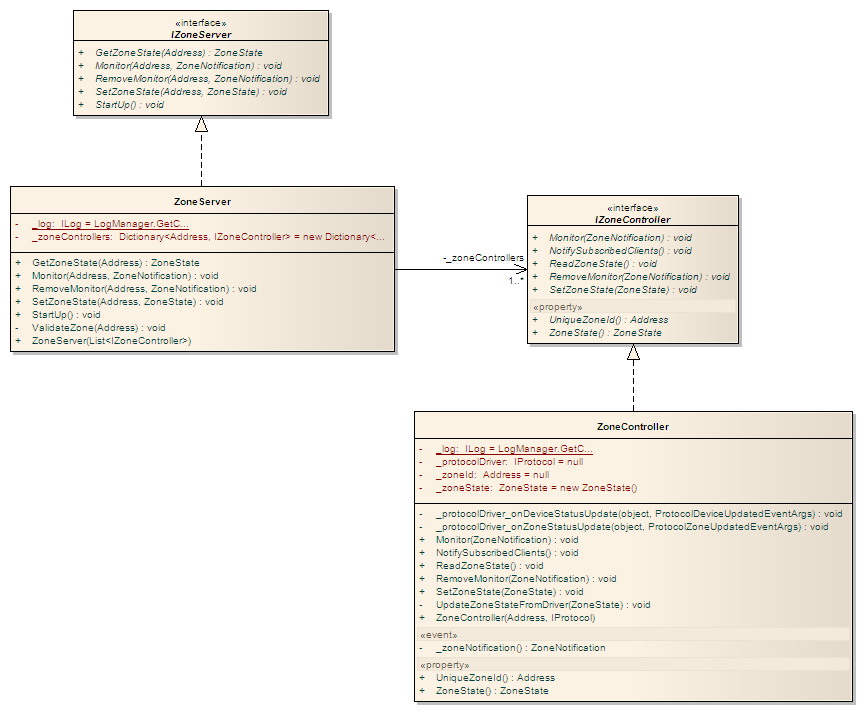 «interface»
IZoneServer
+ GetZoneState(Address) : ZoneState
+ Monitor(Address, ZoneNotification) : void
+ RemoveMonitor(Address, ZoneNotification) : void
+ SetZoneState(Address, ZoneState) : void
+ StartUp() : void
ZoneServer
- _log: ILog = LogManager.GetC...
- _zoneControllers: Dictionary<Address, IZoneController> = new Dictionary<...
+ GetZoneState(Address) : ZoneState
+ Monitor(Address, ZoneNotification) : void
+ RemoveMonitor(Address, ZoneNotification) : void
+ SetZoneState(Address, ZoneState) : void
+ StartUp() : void
- ValidateZone(Address) : void
+ ZoneServer(List<IZoneController>)
-_zoneControllers
1..*
«interface»
IZoneController
+ Monitor(ZoneNotification) : void
+ NotifySubscribedClients() : void
+ ReadZoneState() : void
+ RemoveMonitor(ZoneNotification) : void
+ SetZoneState(ZoneState) : void
«property»
+ UniqueZoneId() : Address
+ ZoneState() : ZoneState
ZoneController
- _log: ILog = LogManager.GetC...
- _protocolDriver: IProtocol = null
- _zoneId: Address = null
- _zoneState: ZoneState = new ZoneState()
- _protocolDriver_onDeviceStatusUpdate(object, ProtocolDeviceUpdatedEventArgs) : void
- _protocolDriver_onZoneStatusUpdate(object, ProtocolZoneUpdatedEventArgs) : void
+ Monitor(ZoneNotification) : void
+ NotifySubscribedClients() : void
+ ReadZoneState() : void
+ RemoveMonitor(ZoneNotification) : void
+ SetZoneState(ZoneState) : void
- UpdateZoneStateFromDriver(ZoneState) : void
+ ZoneController(Address, IProtocol)
«event»
- _zoneNotification() : ZoneNotification
«property»
+ UniqueZoneId() : Address
+ ZoneState() : ZoneState